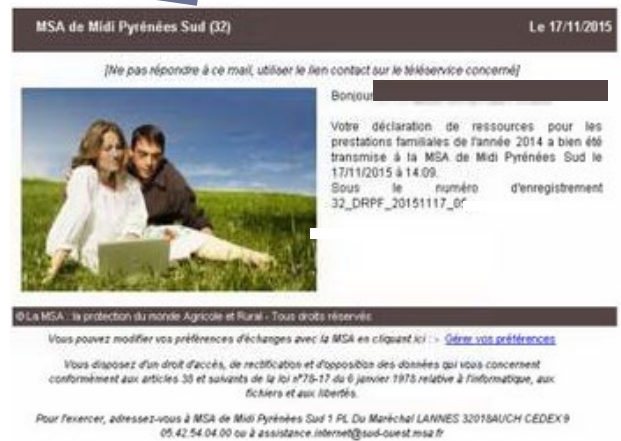 MSA de Midi Pyrénées Sud (32) Le 17/11/2015
[Ne pas répondre à ce mail, utiliser le lien contact sur le téléservice concerné]
Bonjour
Votre déclaration de ressources pour les
prestations familiales de l'année 2014 a bien été
transmise à la MSA de Midi Pyrénées Sud le
17/11/2015 à 14:09.
Sous le numéro d'enregistrement
32_DRPF_20151117_
© La MSA : la protection du monde Agricole et Rural - Tous droits réservés
Vous pouvez modifier vos préférences d'échanges avec la MSA en cliquant ici :> Gérer vos préférences
Vous disposez d'un droit d'accès, de rectification et d'opposition des données qui vous concernent
conformément aux articles 38 et suivants de la loi n°78-17 du 6 janvier 1978 relative à l'informatique, aux
fichiers et aux libertés.
Pour l'exercer, adressez-vous à MSA de Midi Pyrénées Sud 1 PL Du Maréchal LANNES 32018AUCH CEDEX 9
05.42.54.04.00 ou à assistance.internet@sud-ouest.msa.fr